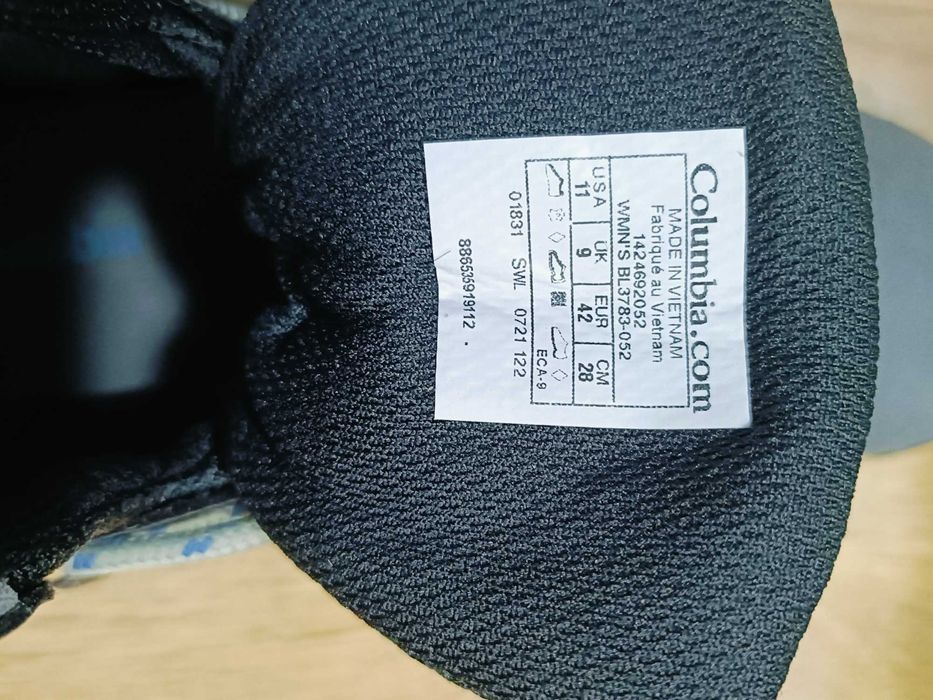 Columbia.com
MADE IN VIETNAM
Fabriqué au Vietnam
1424692052
WMN'S BL3783-052
USA UK EUR CM
11 9 42 28
ECA-9
01831 SWL 0721 122
886535919112